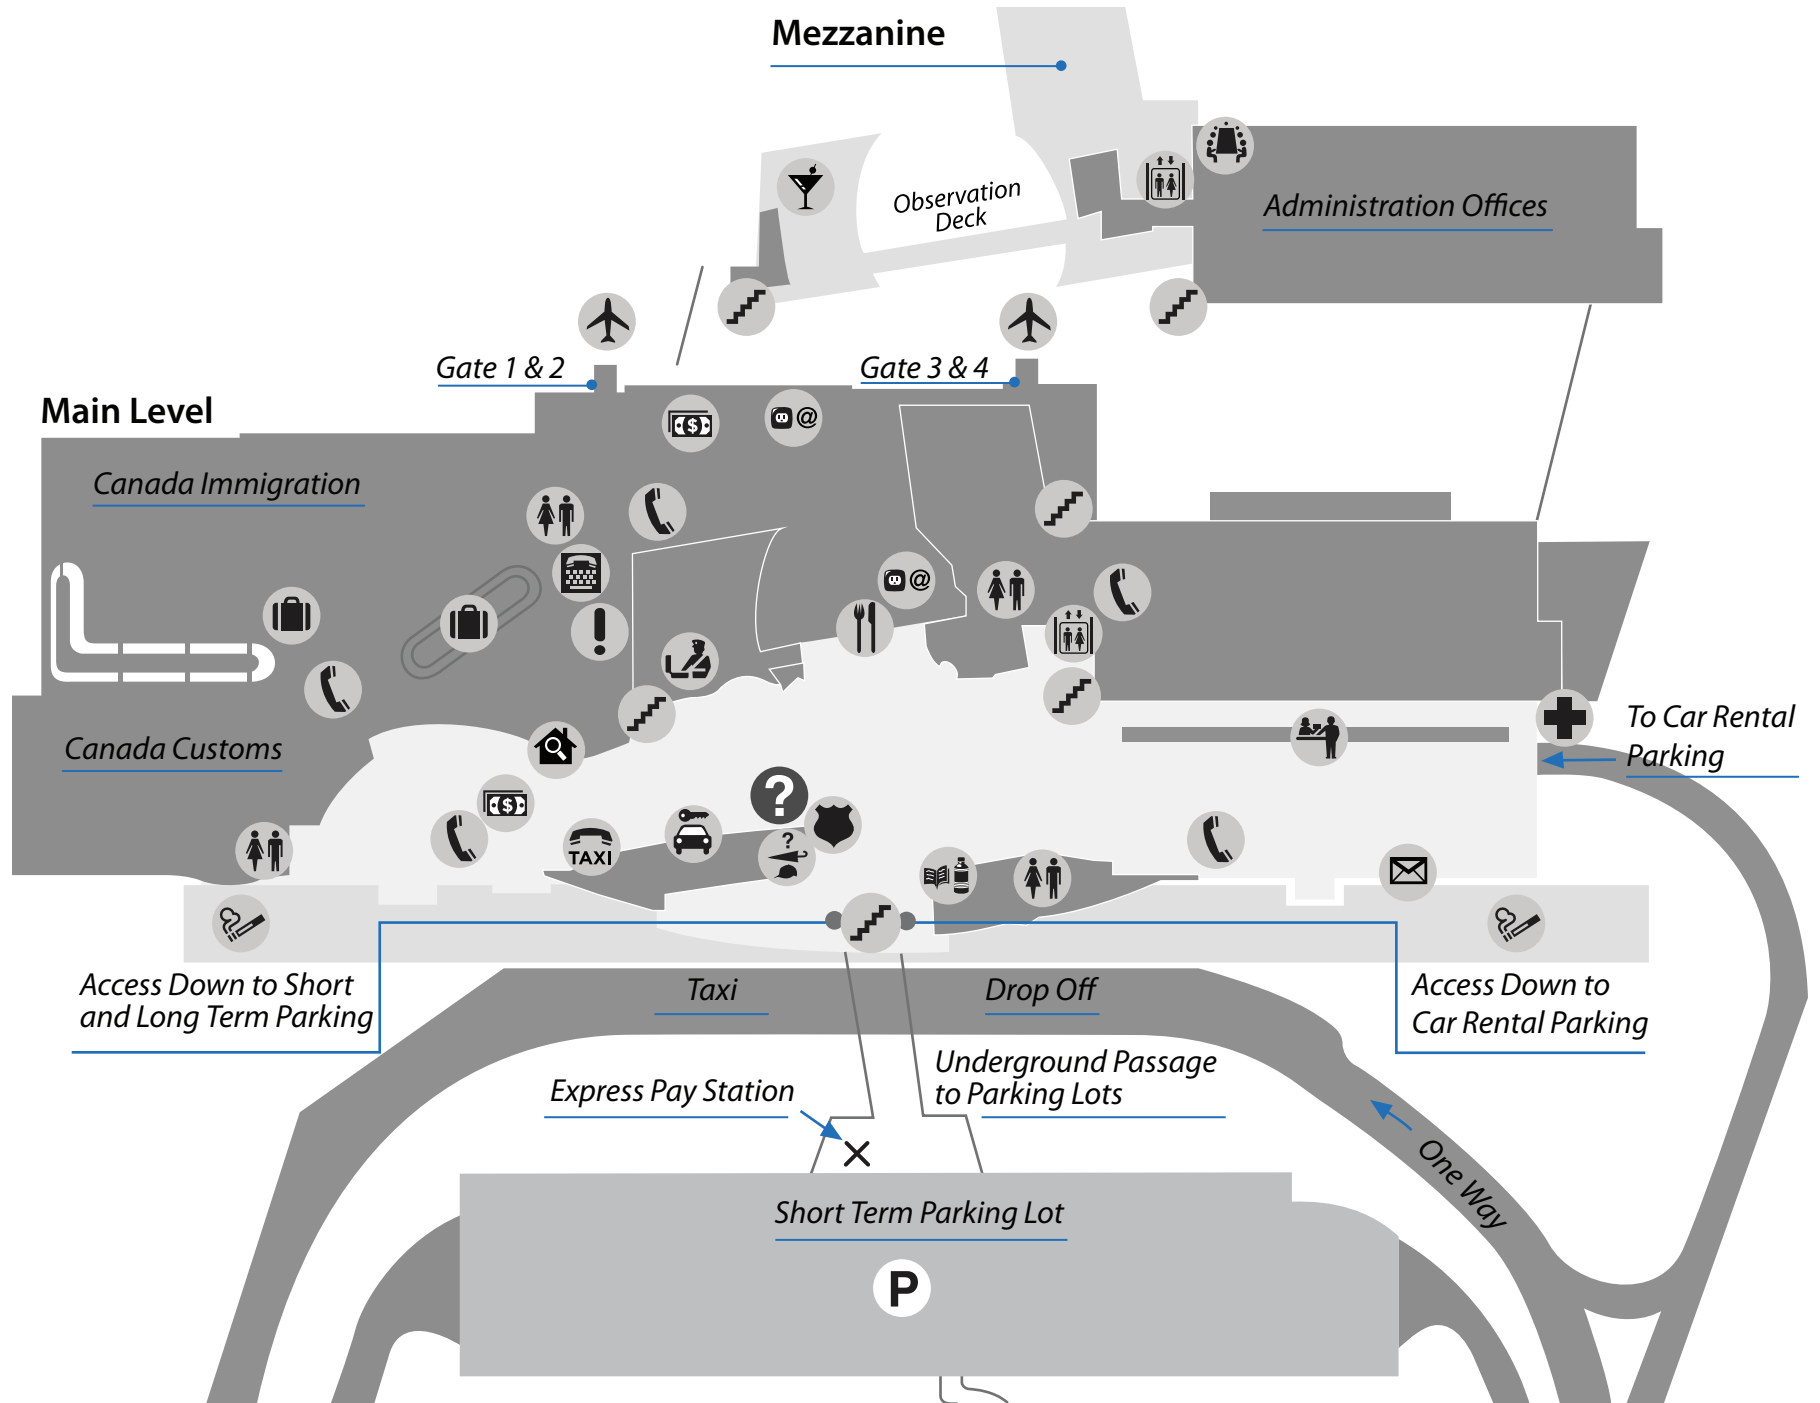 Mezzanine
Observation
Deck
Administration Offices
Gate 1 & 2
Gate 3 & 4
Main Level
$
@
Canada Immigration
@
To Car Rental
Parking
Canada Customs
$
?
TAXI
?
Access Down to Short
and Long Term Parking
Taxi
Drop Off
Access Down to
Car Rental Parking
Underground Passage
to Parking Lots
Express Pay Station
One Way
Short Term Parking Lot
P